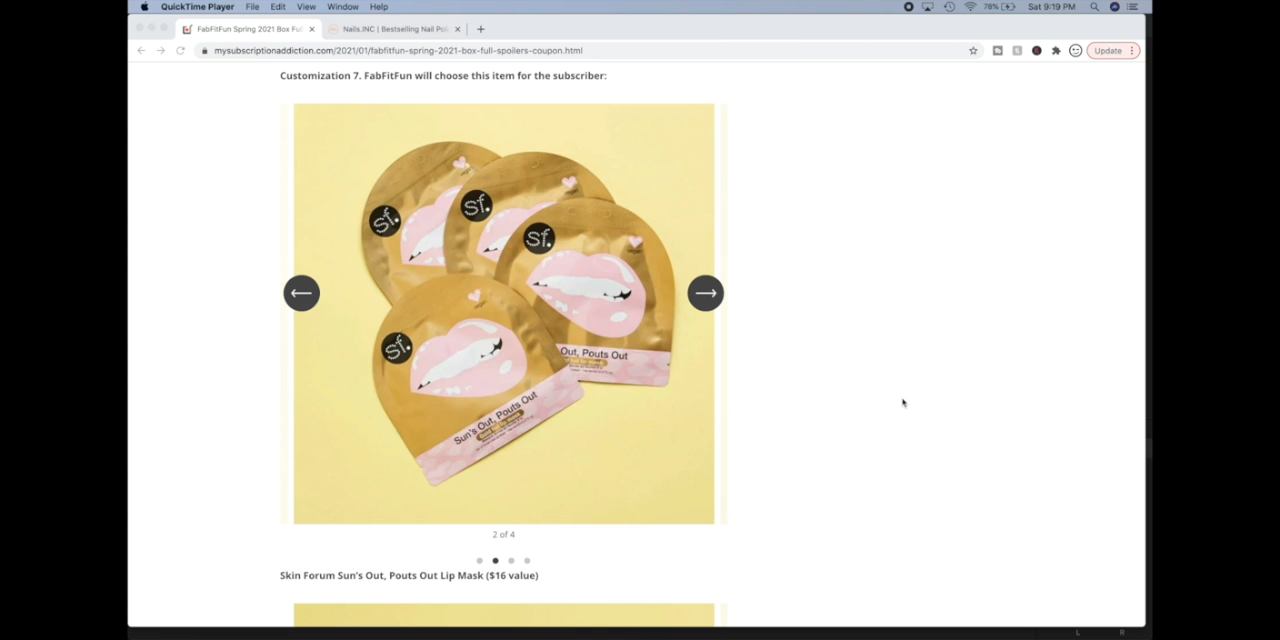 QuickTime Player File Edit View Window Help 78% Sat 9:19 PM
FabFitFun Spring 2021 Box Ful Nails.INC | Bestselling Nail Pol
mysubscriptionaddiction.com/2021/01/fabfitfun-spring-2021-box-full-spoilers-coupon.html Update
Customization 7. FabFitFun will choose this item for the subscriber:
sf.
sf.
sf.
sf.
Out, Pouts Out
Sun's Out, Pouts Out
2 of 4
Skin Forum Sun's Out, Pouts Out Lip Mask ($16 value)
L R